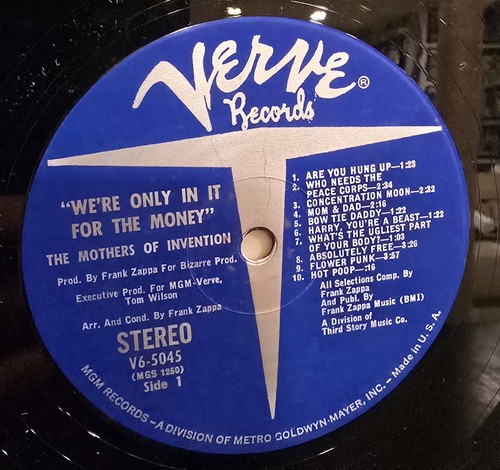 VERVE ®
Records
"WE'RE ONLY IN IT
FOR THE MONEY"
THE MOTHERS OF INVENTION
Prod. By Frank Zappa For Bizarre Prod.
Executive Prod. For MGM-Verve,
Tom Wilson
Arr. And Cond. By Frank Zappa
STEREO
V6-5045
(MGS 1250)
Side 1
1. ARE YOU HUNG UP—1:23
2. WHO NEEDS THE
PEACE CORPS—2:34
3. CONCENTRATION MOON—2:32
4. MOM & DAD—2:16
5. BOW TIE DADDY—1:22
6. HARRY, YOU'RE A BEAST—1:22
7. WHAT'S THE UGLIEST PART
OF YOUR BODY?—1:03
8. ABSOLUTELY FREE—3:26
9. FLOWER PUNK—3:57
10. HOT POOP—:16
All Selections Comp. By
Frank Zappa
And Publ. By
Frank Zappa Music (BMI)
A Division of
Third Story Music Co.
MGM RECORDS—A DIVISION OF METRO GOLDWYN-MAYER, INC.—Made in U.S.A.